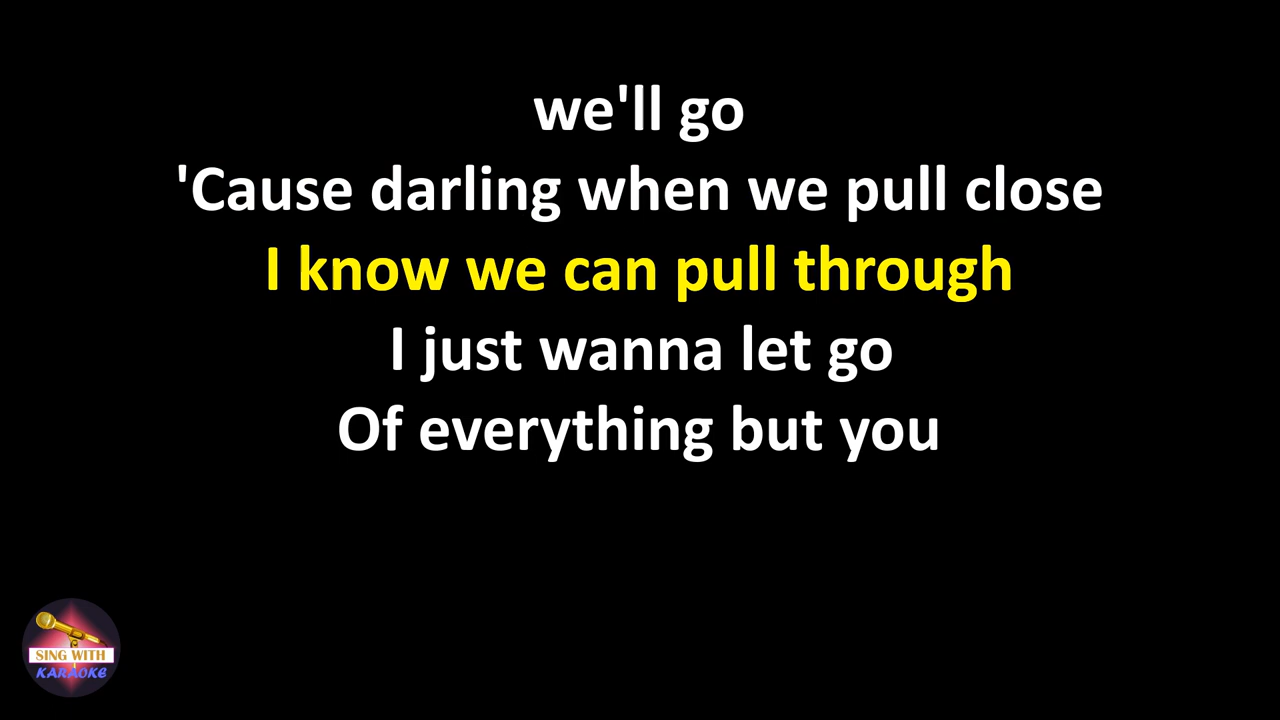 we'll go
'Cause darling when we pull close
I know we can pull through
I just wanna let go
Of everything but you
SING WITH
KARAOKE